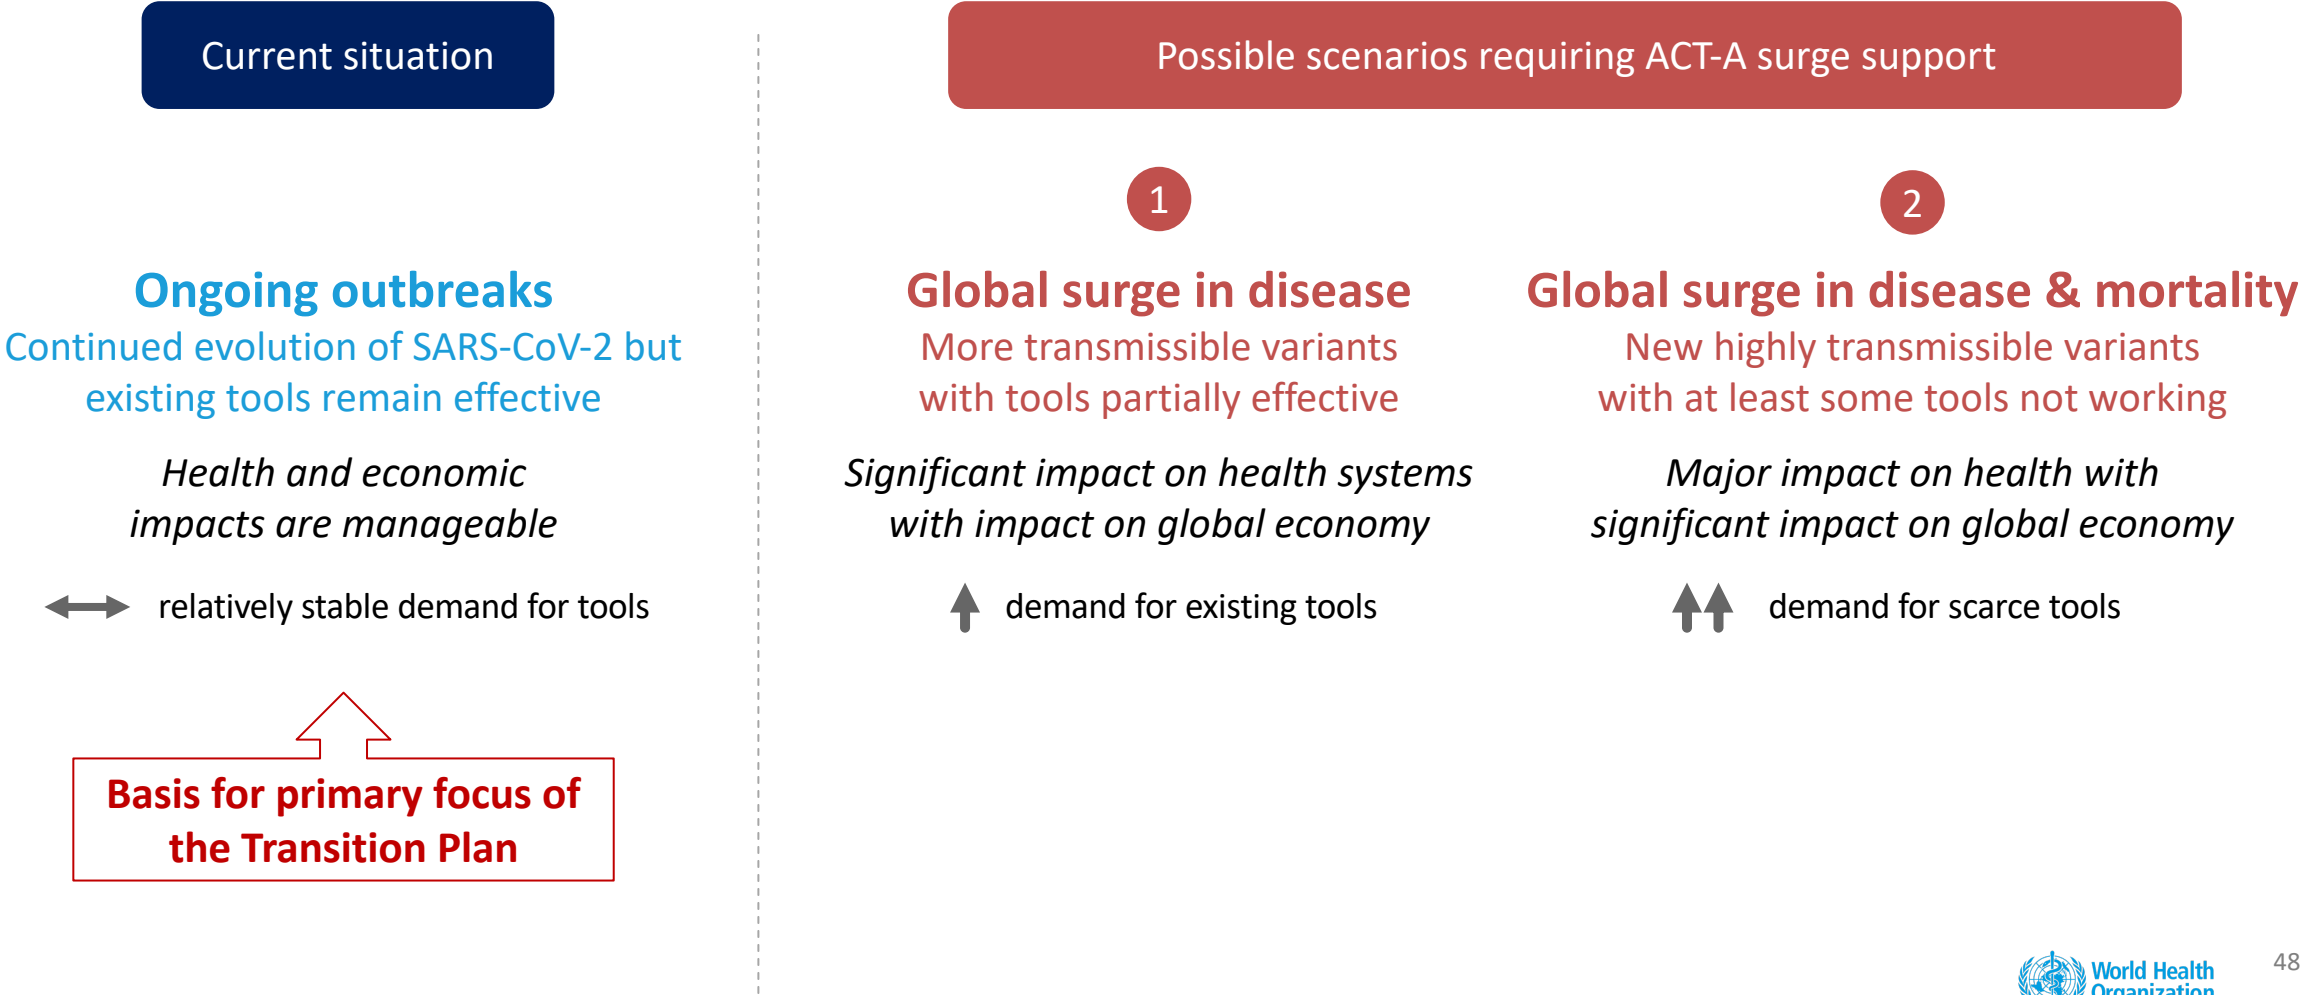 Current situation
Possible scenarios requiring ACT-A surge support
Ongoing outbreaks
Continued evolution of SARS-CoV-2 but
existing tools remain effective
Health and economic
impacts are manageable
relatively stable demand for tools
Basis for primary focus of
the Transition Plan
1
Global surge in disease
More transmissible variants
with tools partially effective
Significant impact on health systems
with impact on global economy
demand for existing tools
2
Global surge in disease & mortality
New highly transmissible variants
with at least some tools not working
Major impact on health with
significant impact on global economy
demand for scarce tools
World Health
Organization
48